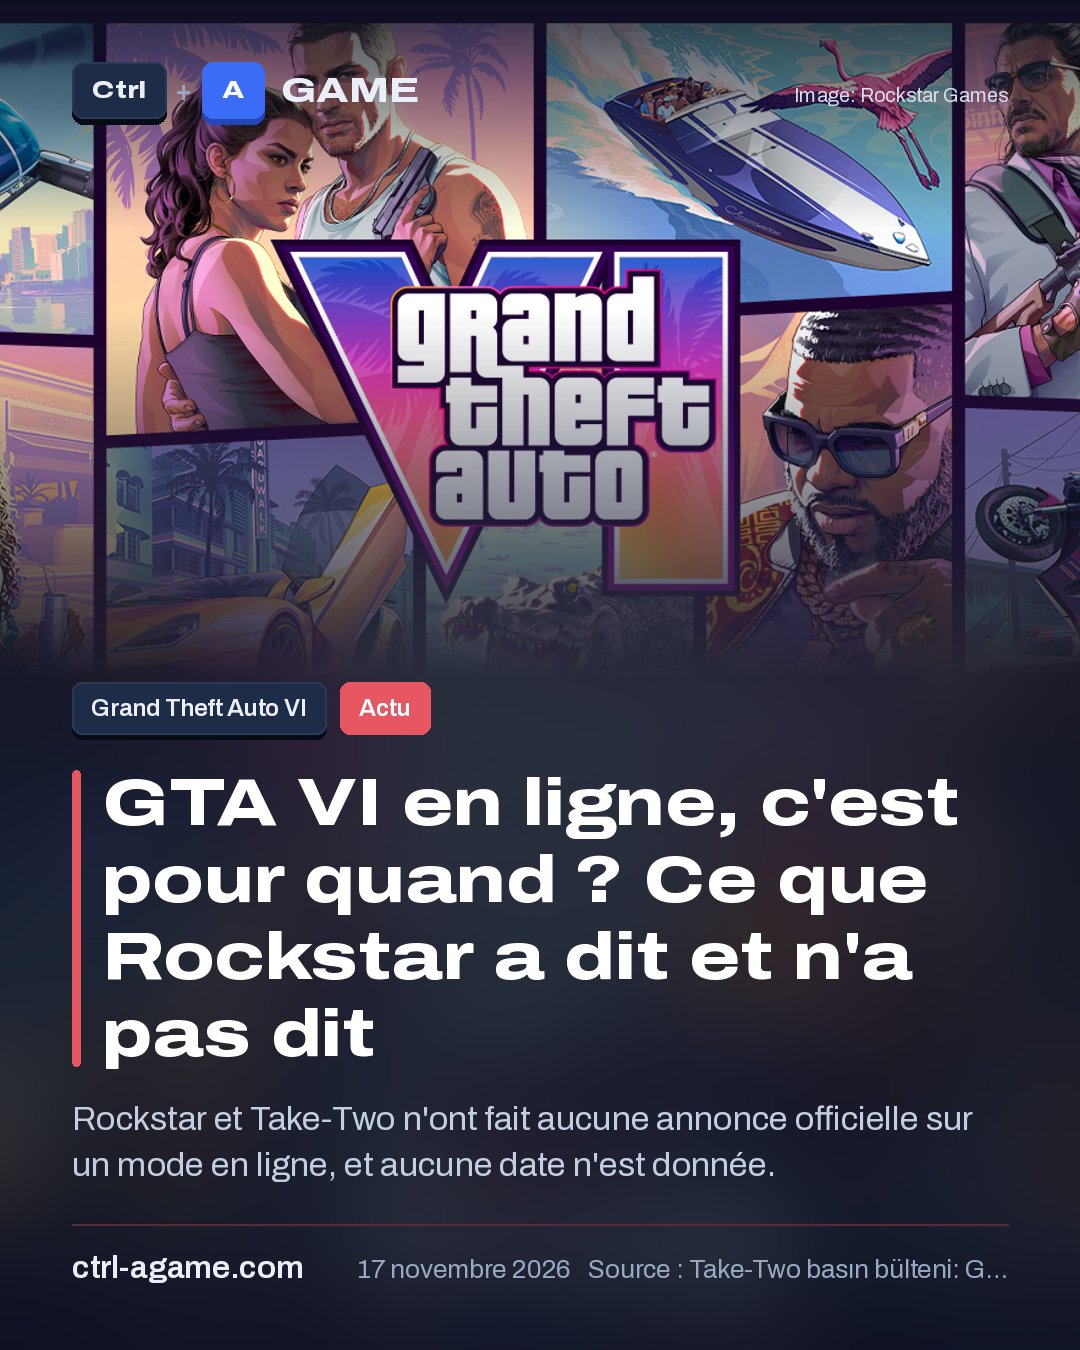 Ctrl + A GAME
Image: Rockstar Games
VI
grand
theft
auto
Grand Theft Auto VI
Actu
GTA VI en ligne, c'est
pour quand ? Ce que
Rockstar a dit et n'a
pas dit
Rockstar et Take-Two n'ont fait aucune annonce officielle sur
un mode en ligne, et aucune date n'est donnée.
ctrl-agame.com
17 novembre 2026 Source : Take-Two basın bülteni: G...